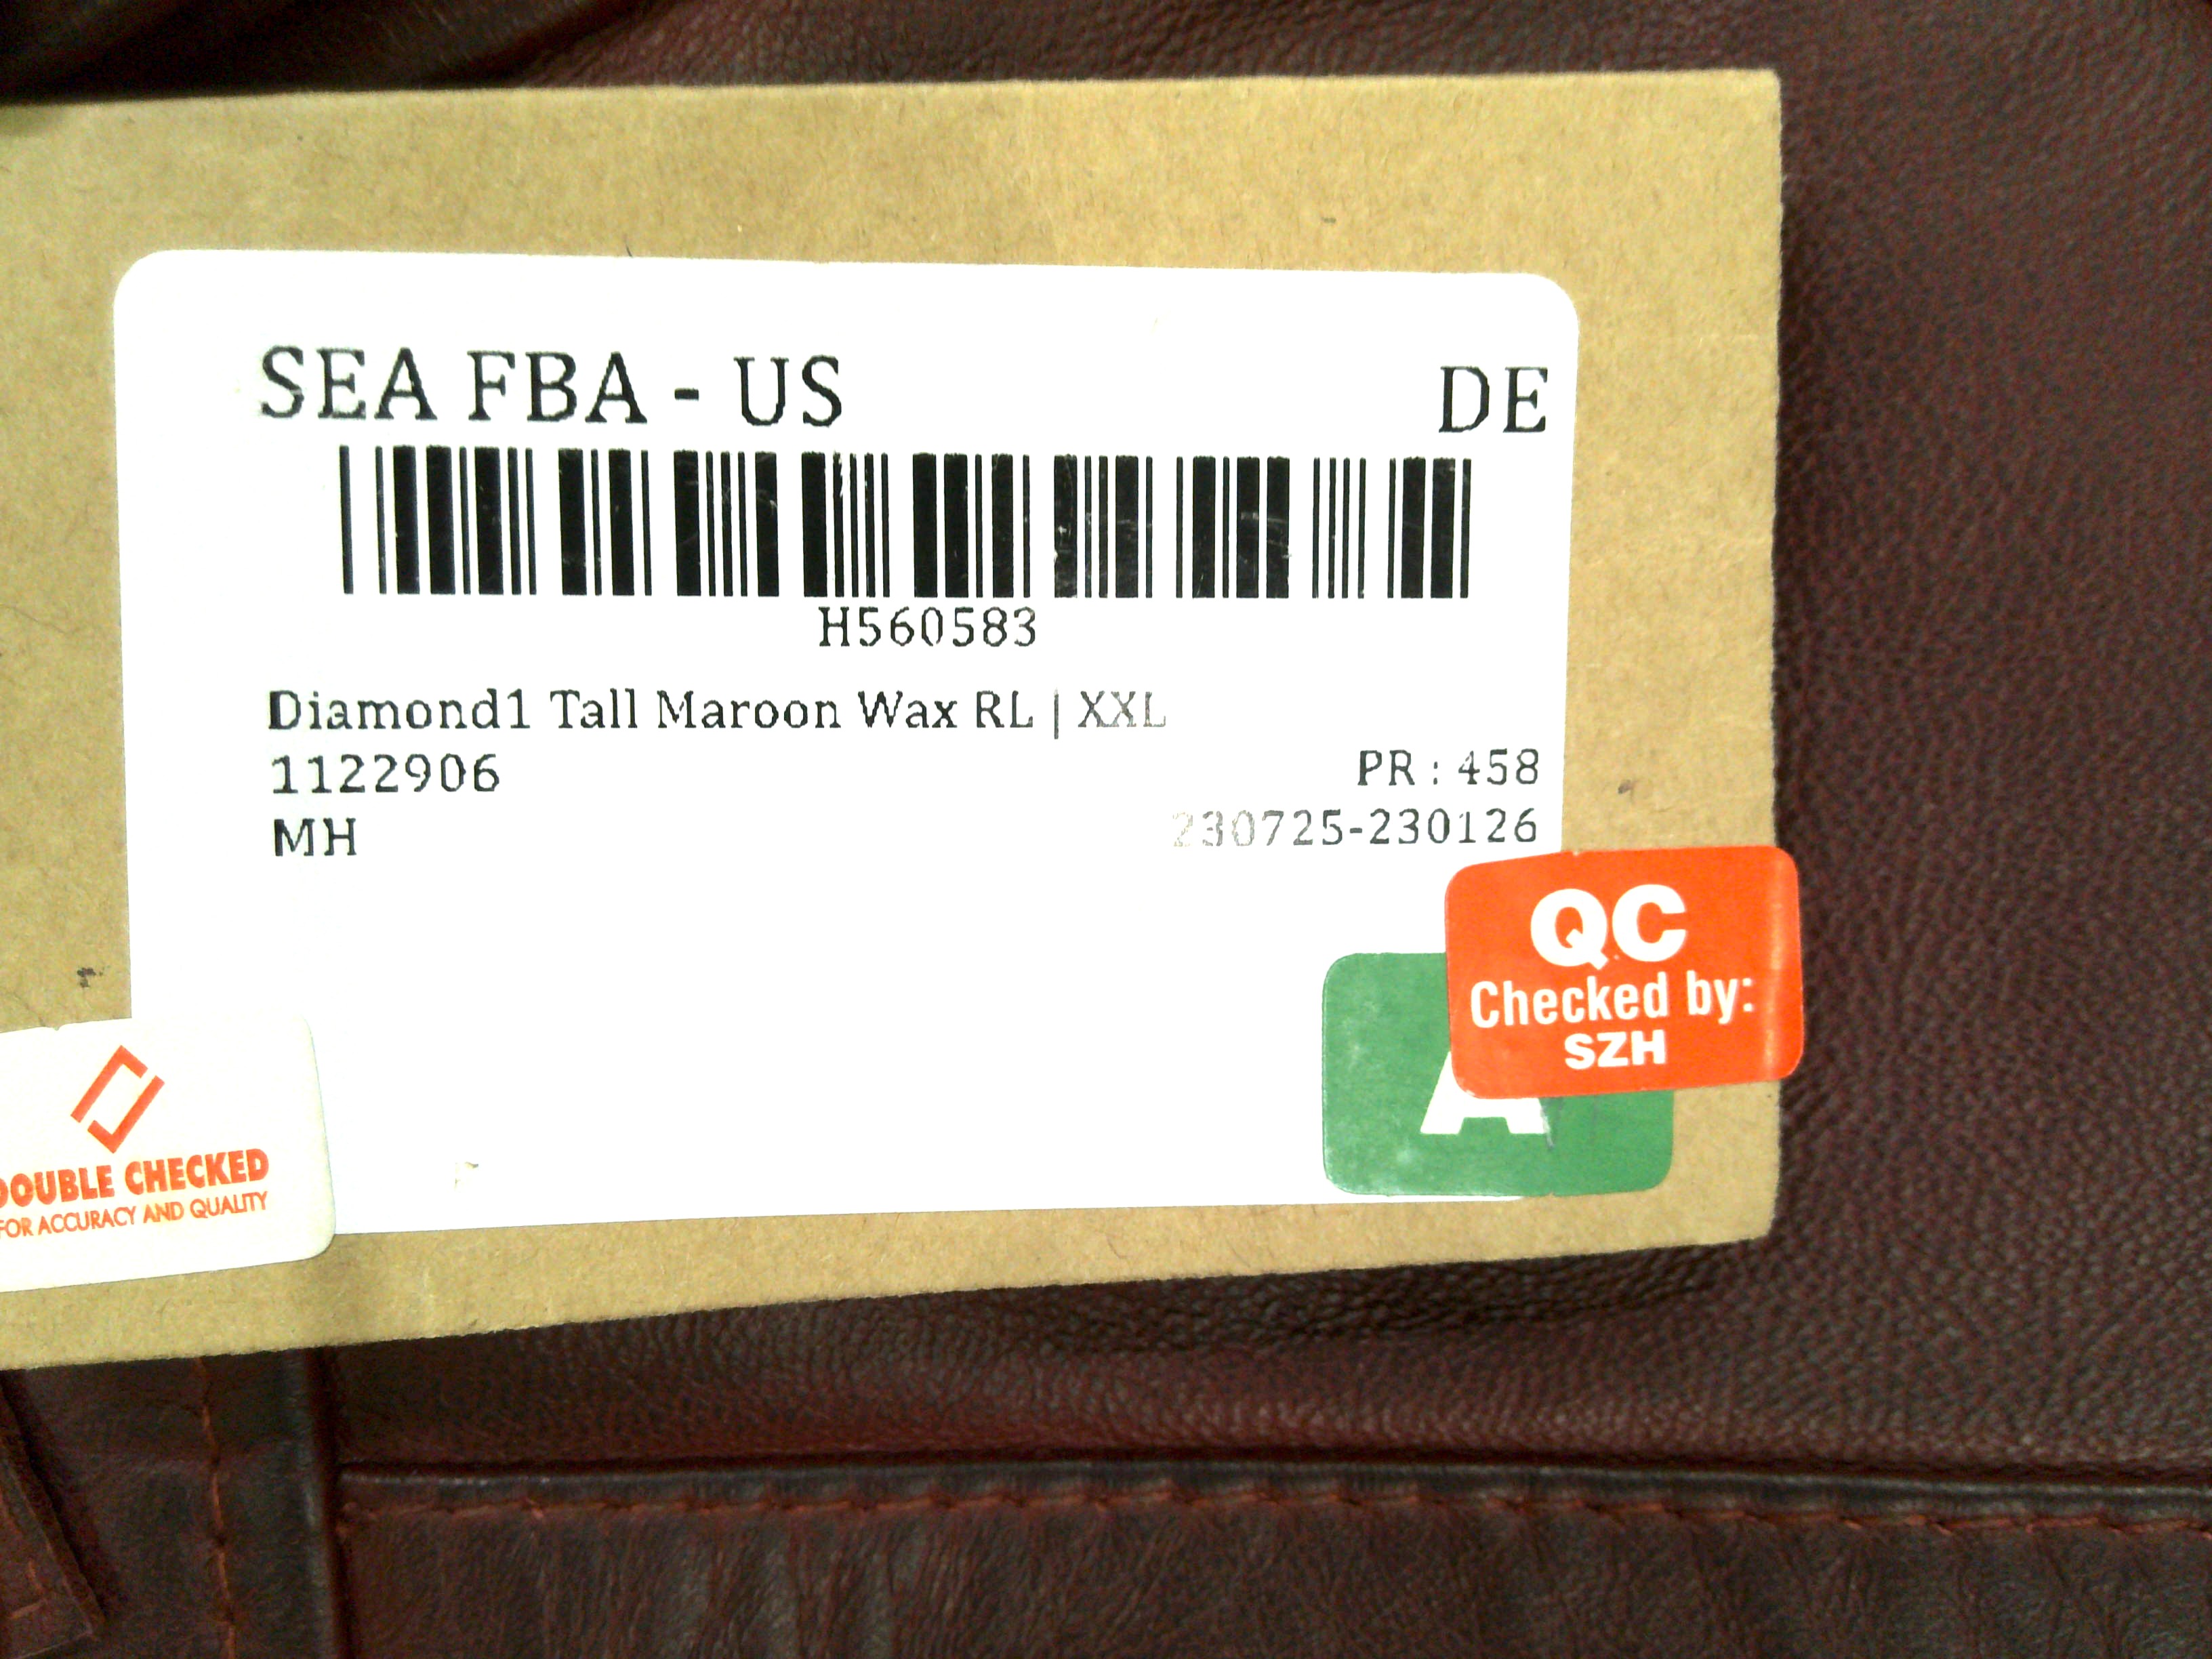 SEA FBA - US DE
H560583
Diamond1 Tall Maroon Wax RL | XXL
1122906 PR : 458
MH 230725-230126
QC
Checked by:
SZH
A
DOUBLE CHECKED
FOR ACCURACY AND QUALITY